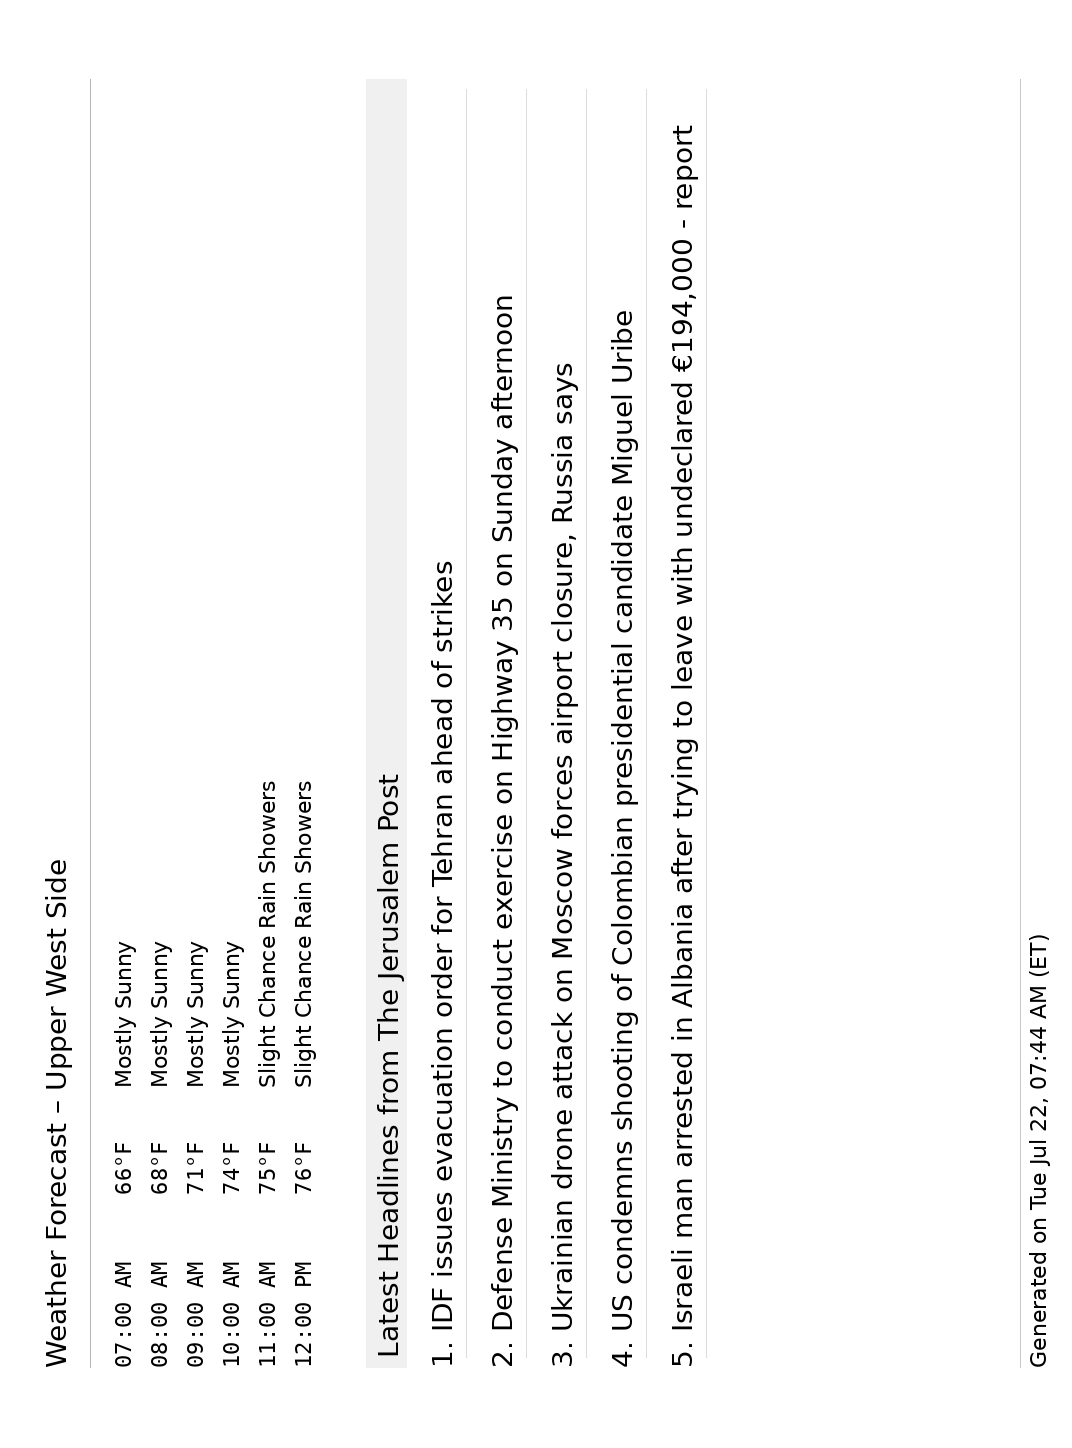 Weather Forecast – Upper West Side
07:00 AM 66°F Mostly Sunny
08:00 AM 68°F Mostly Sunny
09:00 AM 71°F Mostly Sunny
10:00 AM 74°F Mostly Sunny
11:00 AM 75°F Slight Chance Rain Showers
12:00 PM 76°F Slight Chance Rain Showers
Latest Headlines from The Jerusalem Post
1. IDF issues evacuation order for Tehran ahead of strikes
2. Defense Ministry to conduct exercise on Highway 35 on Sunday afternoon
3. Ukrainian drone attack on Moscow forces airport closure, Russia says
4. US condemns shooting of Colombian presidential candidate Miguel Uribe
5. Israeli man arrested in Albania after trying to leave with undeclared €194,000 - report
Generated on Tue Jul 22, 07:44 AM (ET)